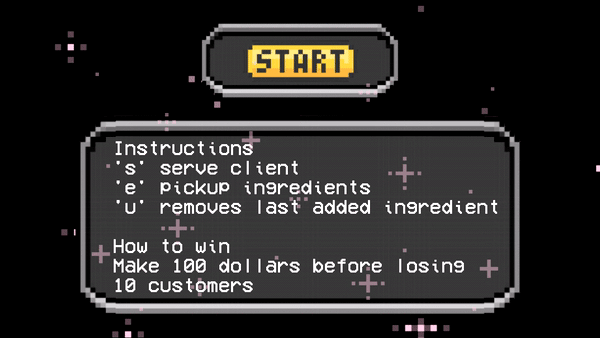 START
Instructions
's' serve client
'e' pickup ingredients
'u' removes last added ingredient
How to win
Make 100 dollars before losing
10 customers